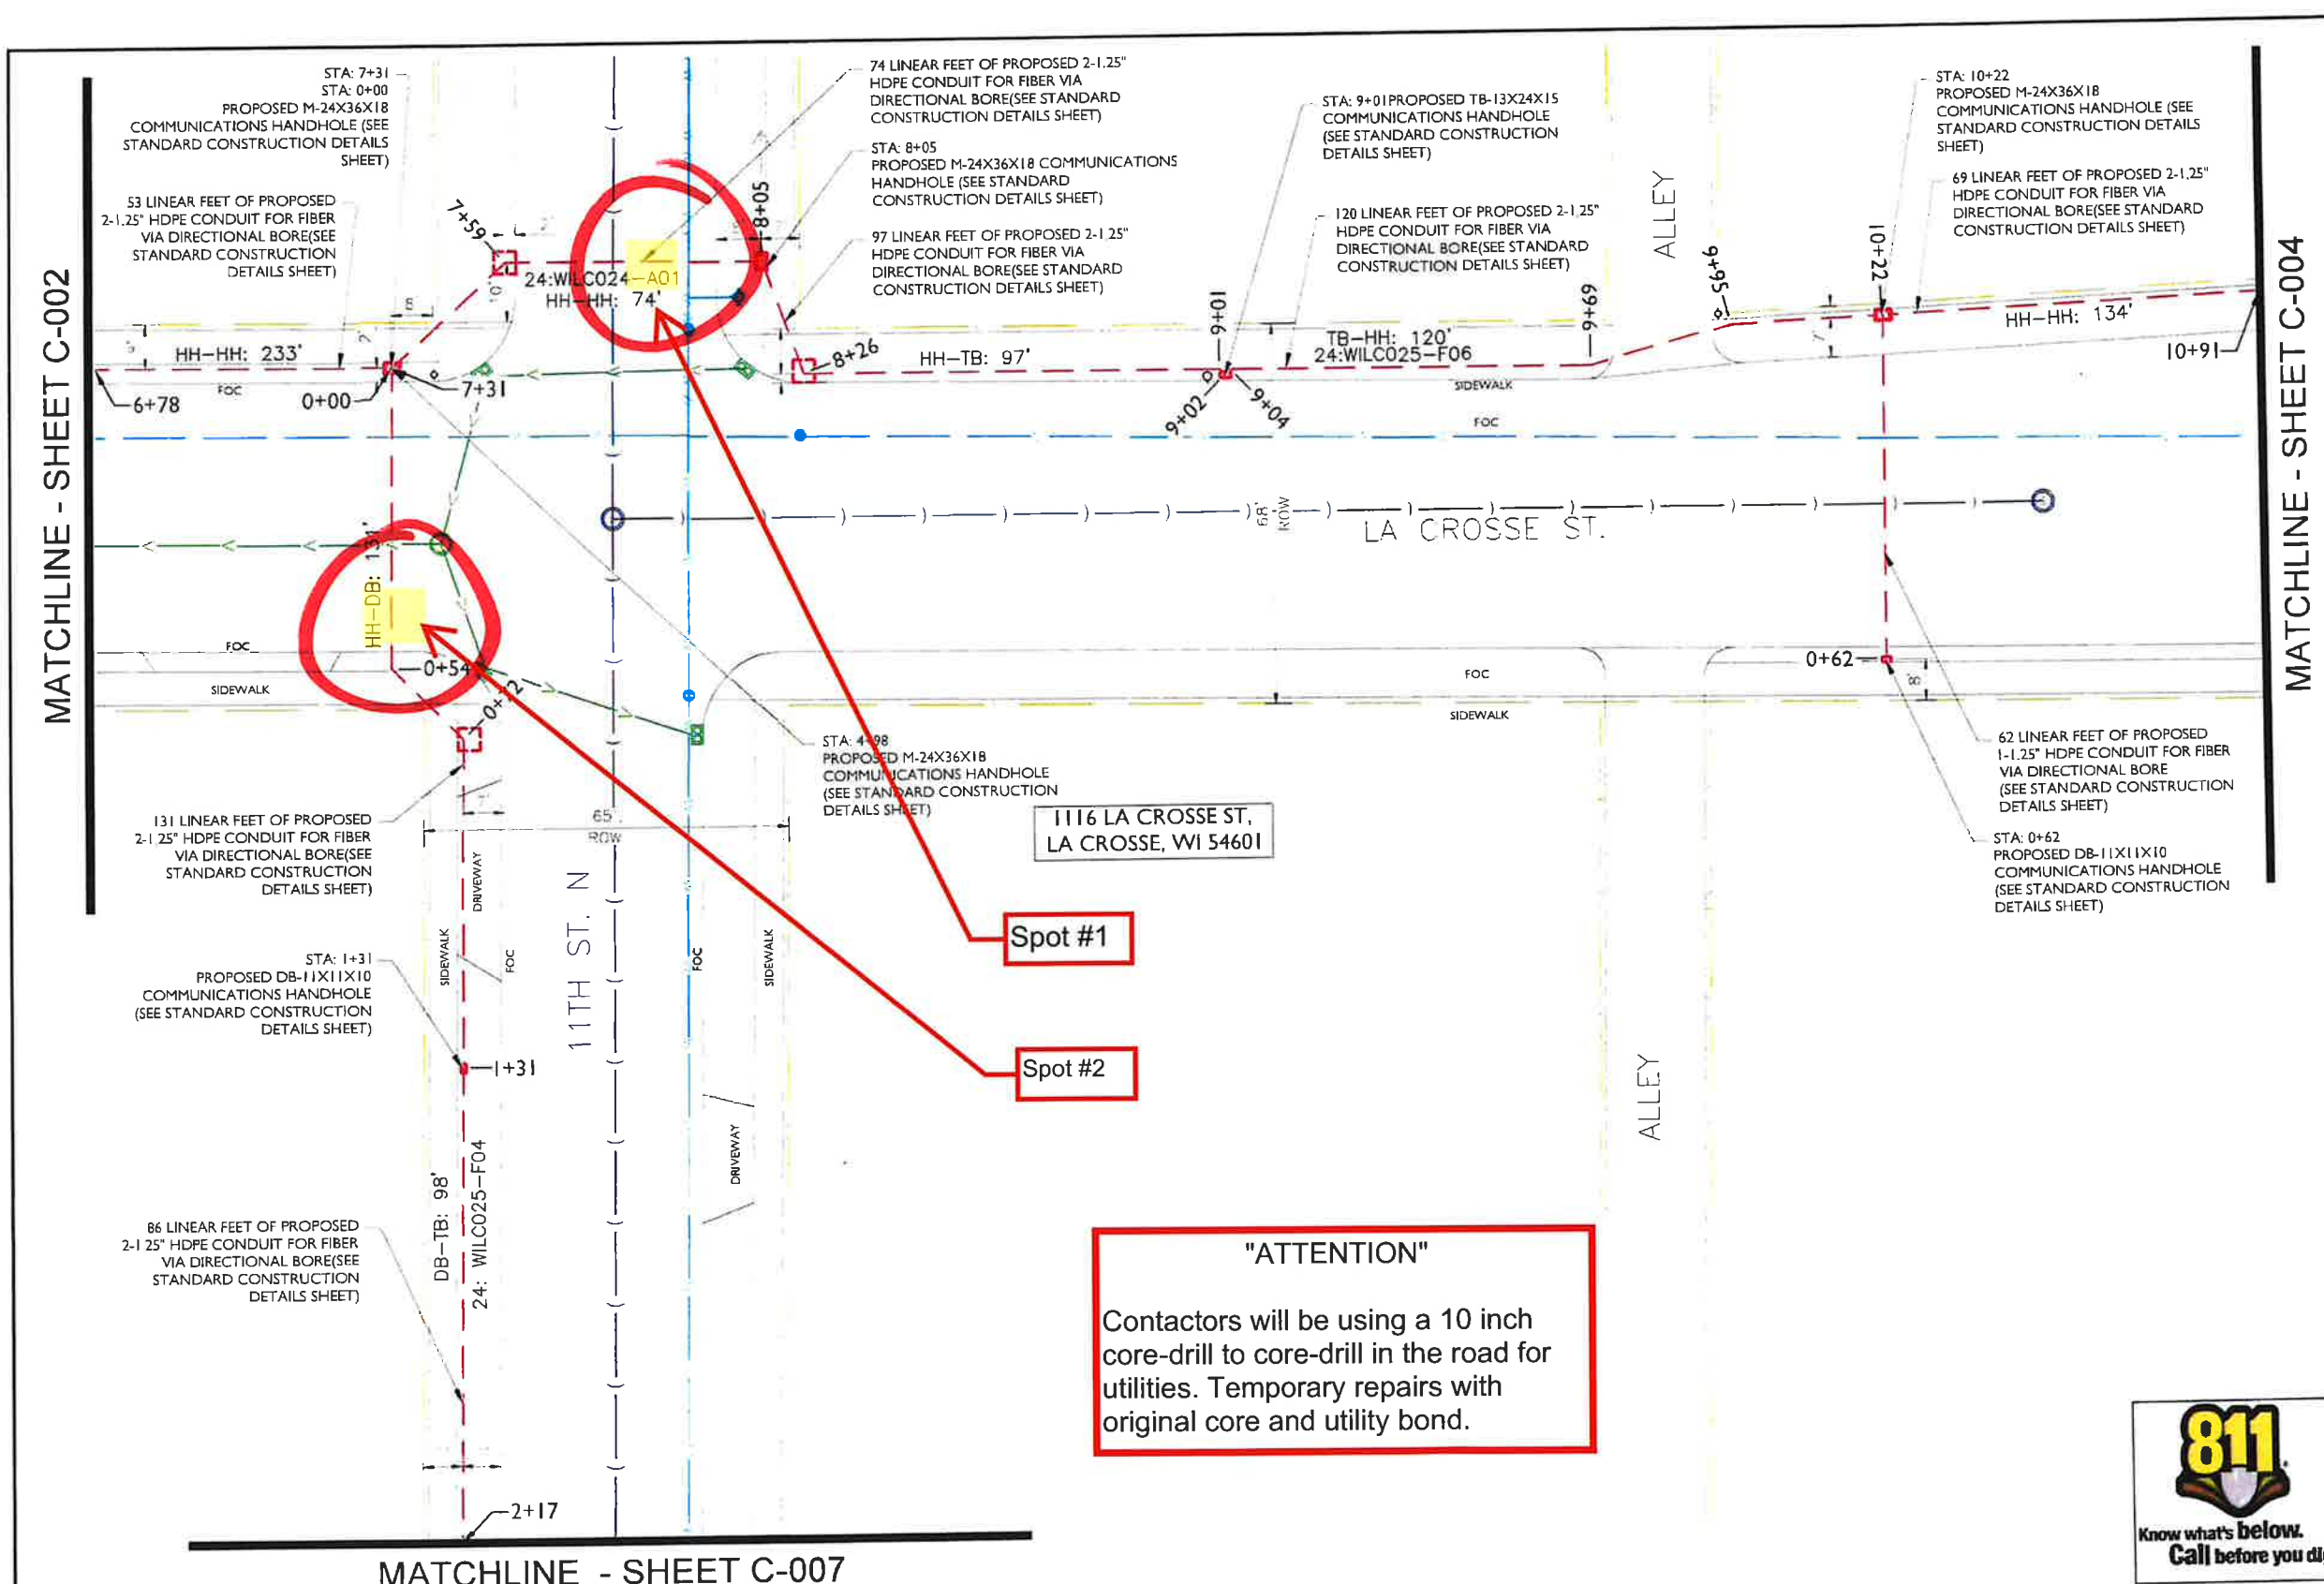 MATCHLINE - SHEET C-002
STA: 7+31
STA: 0+00
PROPOSED M-24X36X18
COMMUNICATIONS HANDHOLE (SEE
STANDARD CONSTRUCTION DETAILS
SHEET)
53 LINEAR FEET OF PROPOSED
2-1.25" HDPE CONDUIT FOR FIBER
VIA DIRECTIONAL BORE(SEE
STANDARD CONSTRUCTION
DETAILS SHEET)
74 LINEAR FEET OF PROPOSED 2-1.25"
HDPE CONDUIT FOR FIBER VIA
DIRECTIONAL BORE(SEE STANDARD
CONSTRUCTION DETAILS SHEET)
STA: 8+05
PROPOSED M-24X36X18 COMMUNICATIONS
HANDHOLE (SEE STANDARD
CONSTRUCTION DETAILS SHEET)
97 LINEAR FEET OF PROPOSED 2-1.25"
HDPE CONDUIT FOR FIBER VIA
DIRECTIONAL BORE(SEE STANDARD
CONSTRUCTION DETAILS SHEET)
STA: 9+01PROPOSED TB-13X24X15
COMMUNICATIONS HANDHOLE
(SEE STANDARD CONSTRUCTION
DETAILS SHEET)
120 LINEAR FEET OF PROPOSED 2-1.25"
HDPE CONDUIT FOR FIBER VIA
DIRECTIONAL BORE(SEE STANDARD
CONSTRUCTION DETAILS SHEET)
ALLEY
STA: 10+22
PROPOSED M-24X36X18
COMMUNICATIONS HANDHOLE (SEE
STANDARD CONSTRUCTION DETAILS
SHEET)
69 LINEAR FEET OF PROPOSED 2-1.25"
HDPE CONDUIT FOR FIBER VIA
DIRECTIONAL BORE(SEE STANDARD
CONSTRUCTION DETAILS SHEET)
MATCHLINE - SHEET C-004
7+59
8+05
24:WILC024-A01
HH-HH: 74'
10'
8
2'
HH-HH: 233'
FOC
6+78
0+00
7+31
8+26
HH-TB: 97'
9+01
9+02
9+04
TB-HH: 120'
24:WILC025-F06
9+69
9+95
10+22
HH-HH: 134'
10+91
SIDEWALK
FOC
68'
ROW
LA CROSSE ST.
HH-DB: 131'
FOC
SIDEWALK
0+54
0+72
FOC
SIDEWALK
0+62
8'
STA: 4+98
PROPOSED M-24X36X18
COMMUNICATIONS HANDHOLE
(SEE STANDARD CONSTRUCTION
DETAILS SHEET)
62 LINEAR FEET OF PROPOSED
1-1.25" HDPE CONDUIT FOR FIBER
VIA DIRECTIONAL BORE
(SEE STANDARD CONSTRUCTION
DETAILS SHEET)
STA: 0+62
PROPOSED DB-11X11X10
COMMUNICATIONS HANDHOLE
(SEE STANDARD CONSTRUCTION
DETAILS SHEET)
1116 LA CROSSE ST,
LA CROSSE, WI 54601
131 LINEAR FEET OF PROPOSED
2-1.25" HDPE CONDUIT FOR FIBER
VIA DIRECTIONAL BORE(SEE
STANDARD CONSTRUCTION
DETAILS SHEET)
65'
ROW
DRIVEWAY
SIDEWALK
FOC
11TH ST. N
FOC
SIDEWALK
Spot #1
Spot #2
STA: 1+31
PROPOSED DB-11X11X10
COMMUNICATIONS HANDHOLE
(SEE STANDARD CONSTRUCTION
DETAILS SHEET)
1+31
DRIVEWAY
ALLEY
DB-TB: 98'
24: WILC025-F04
86 LINEAR FEET OF PROPOSED
2-1.25" HDPE CONDUIT FOR FIBER
VIA DIRECTIONAL BORE(SEE
STANDARD CONSTRUCTION
DETAILS SHEET)
2+17
"ATTENTION"
Contactors will be using a 10 inch
core-drill to core-drill in the road for
utilities. Temporary repairs with
original core and utility bond.
811
Know what's below.
Call before you
MATCHLINE - SHEET C-007